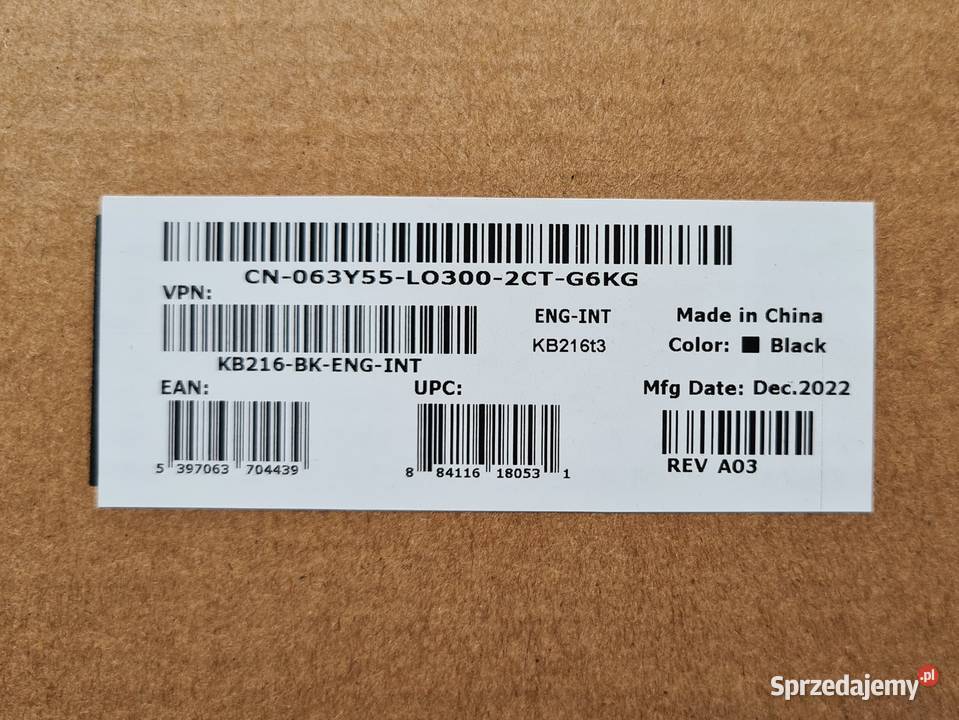 CN-063Y55-LO300-2CT-G6KG
VPN:
KB216-BK-ENG-INT
ENG-INT
KB216t3
Made in China
Color: ■ Black
EAN:
5 397063 704439
UPC:
8 84116 18053 1
Mfg Date: Dec.2022
REV A03
Sprzedajemy.pl